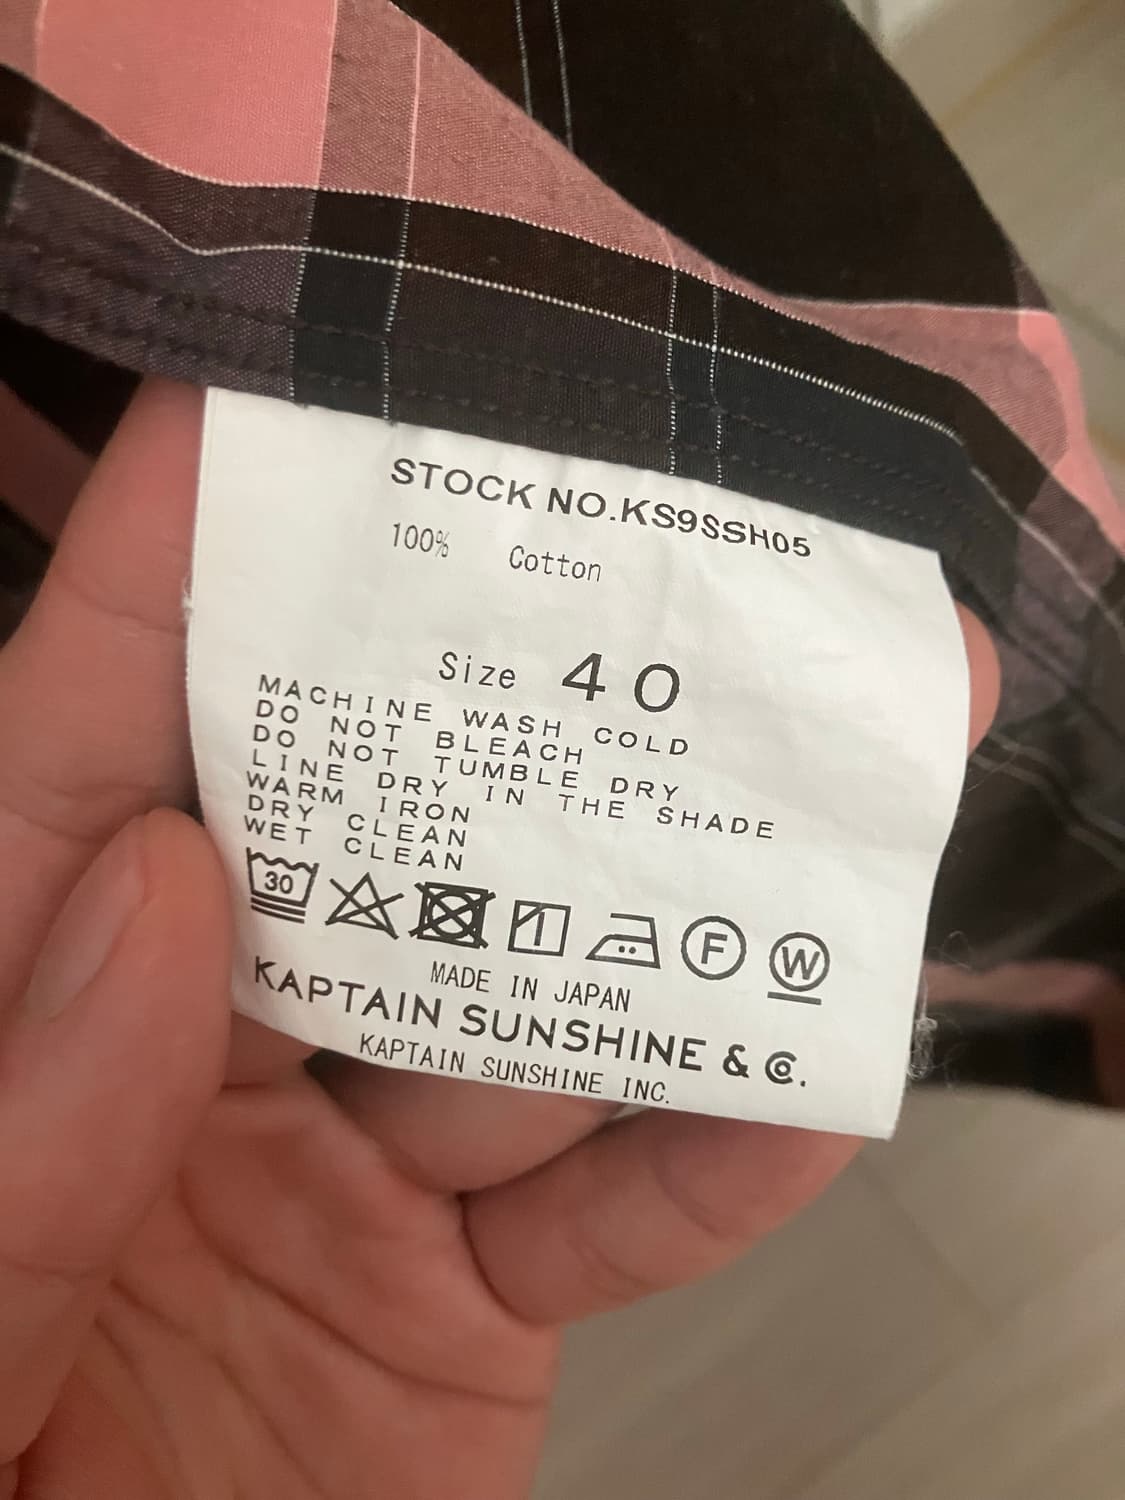 STOCK NO.KS9SSH05
100% Cotton
Size 40
MACHINE WASH COLD
DO NOT BLEACH
DO NOT TUMBLE DRY
LINE DRY IN THE SHADE
WARM IRON
DRY CLEAN
WET CLEAN
30 F W
MADE IN JAPAN
KAPTAIN SUNSHINE & Co.
KAPTAIN SUNSHINE INC.